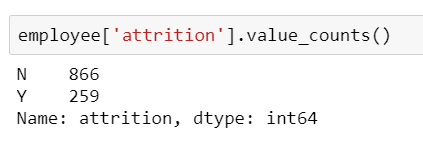 employee['attrition'].value_counts()
N    866
Y    259
Name: attrition, dtype: int64